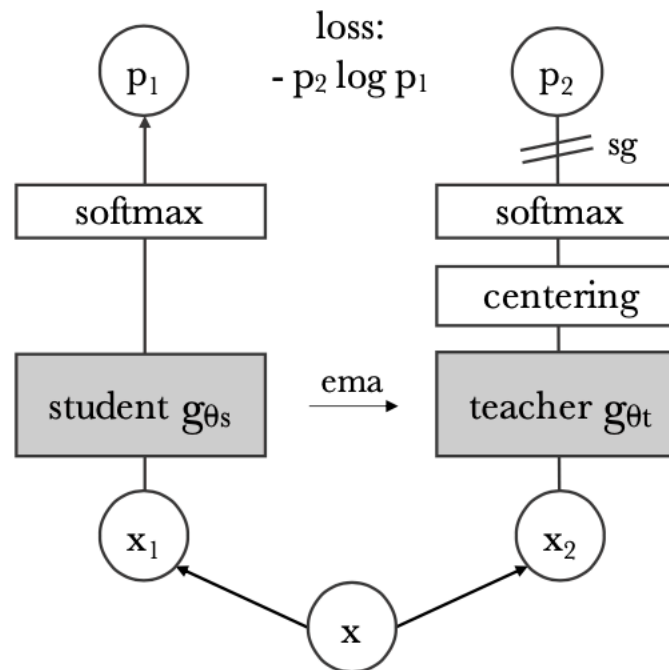 loss:
p₁
- p₂ log p₁
p₂
sg
softmax
softmax
centering
student gθs
ema
teacher gθt
x₁
x₂
x